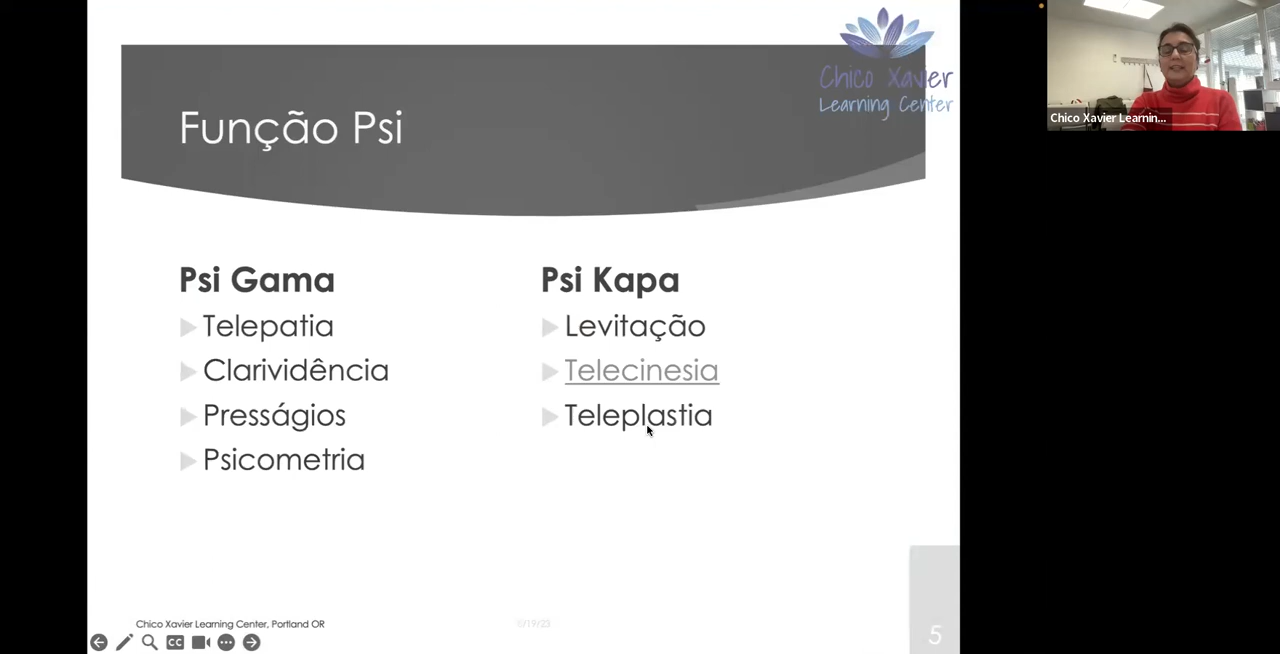 Chico Xavier
Learning Center
Função Psi
Psi Gama
Telepatia
Clarividência
Presságios
Psicometria
Psi Kapa
Levitação
Telecinesia
Teleplastia
Chico Xavier Learning Center, Portland OR
5
CC
Chico Xavier Learnin...